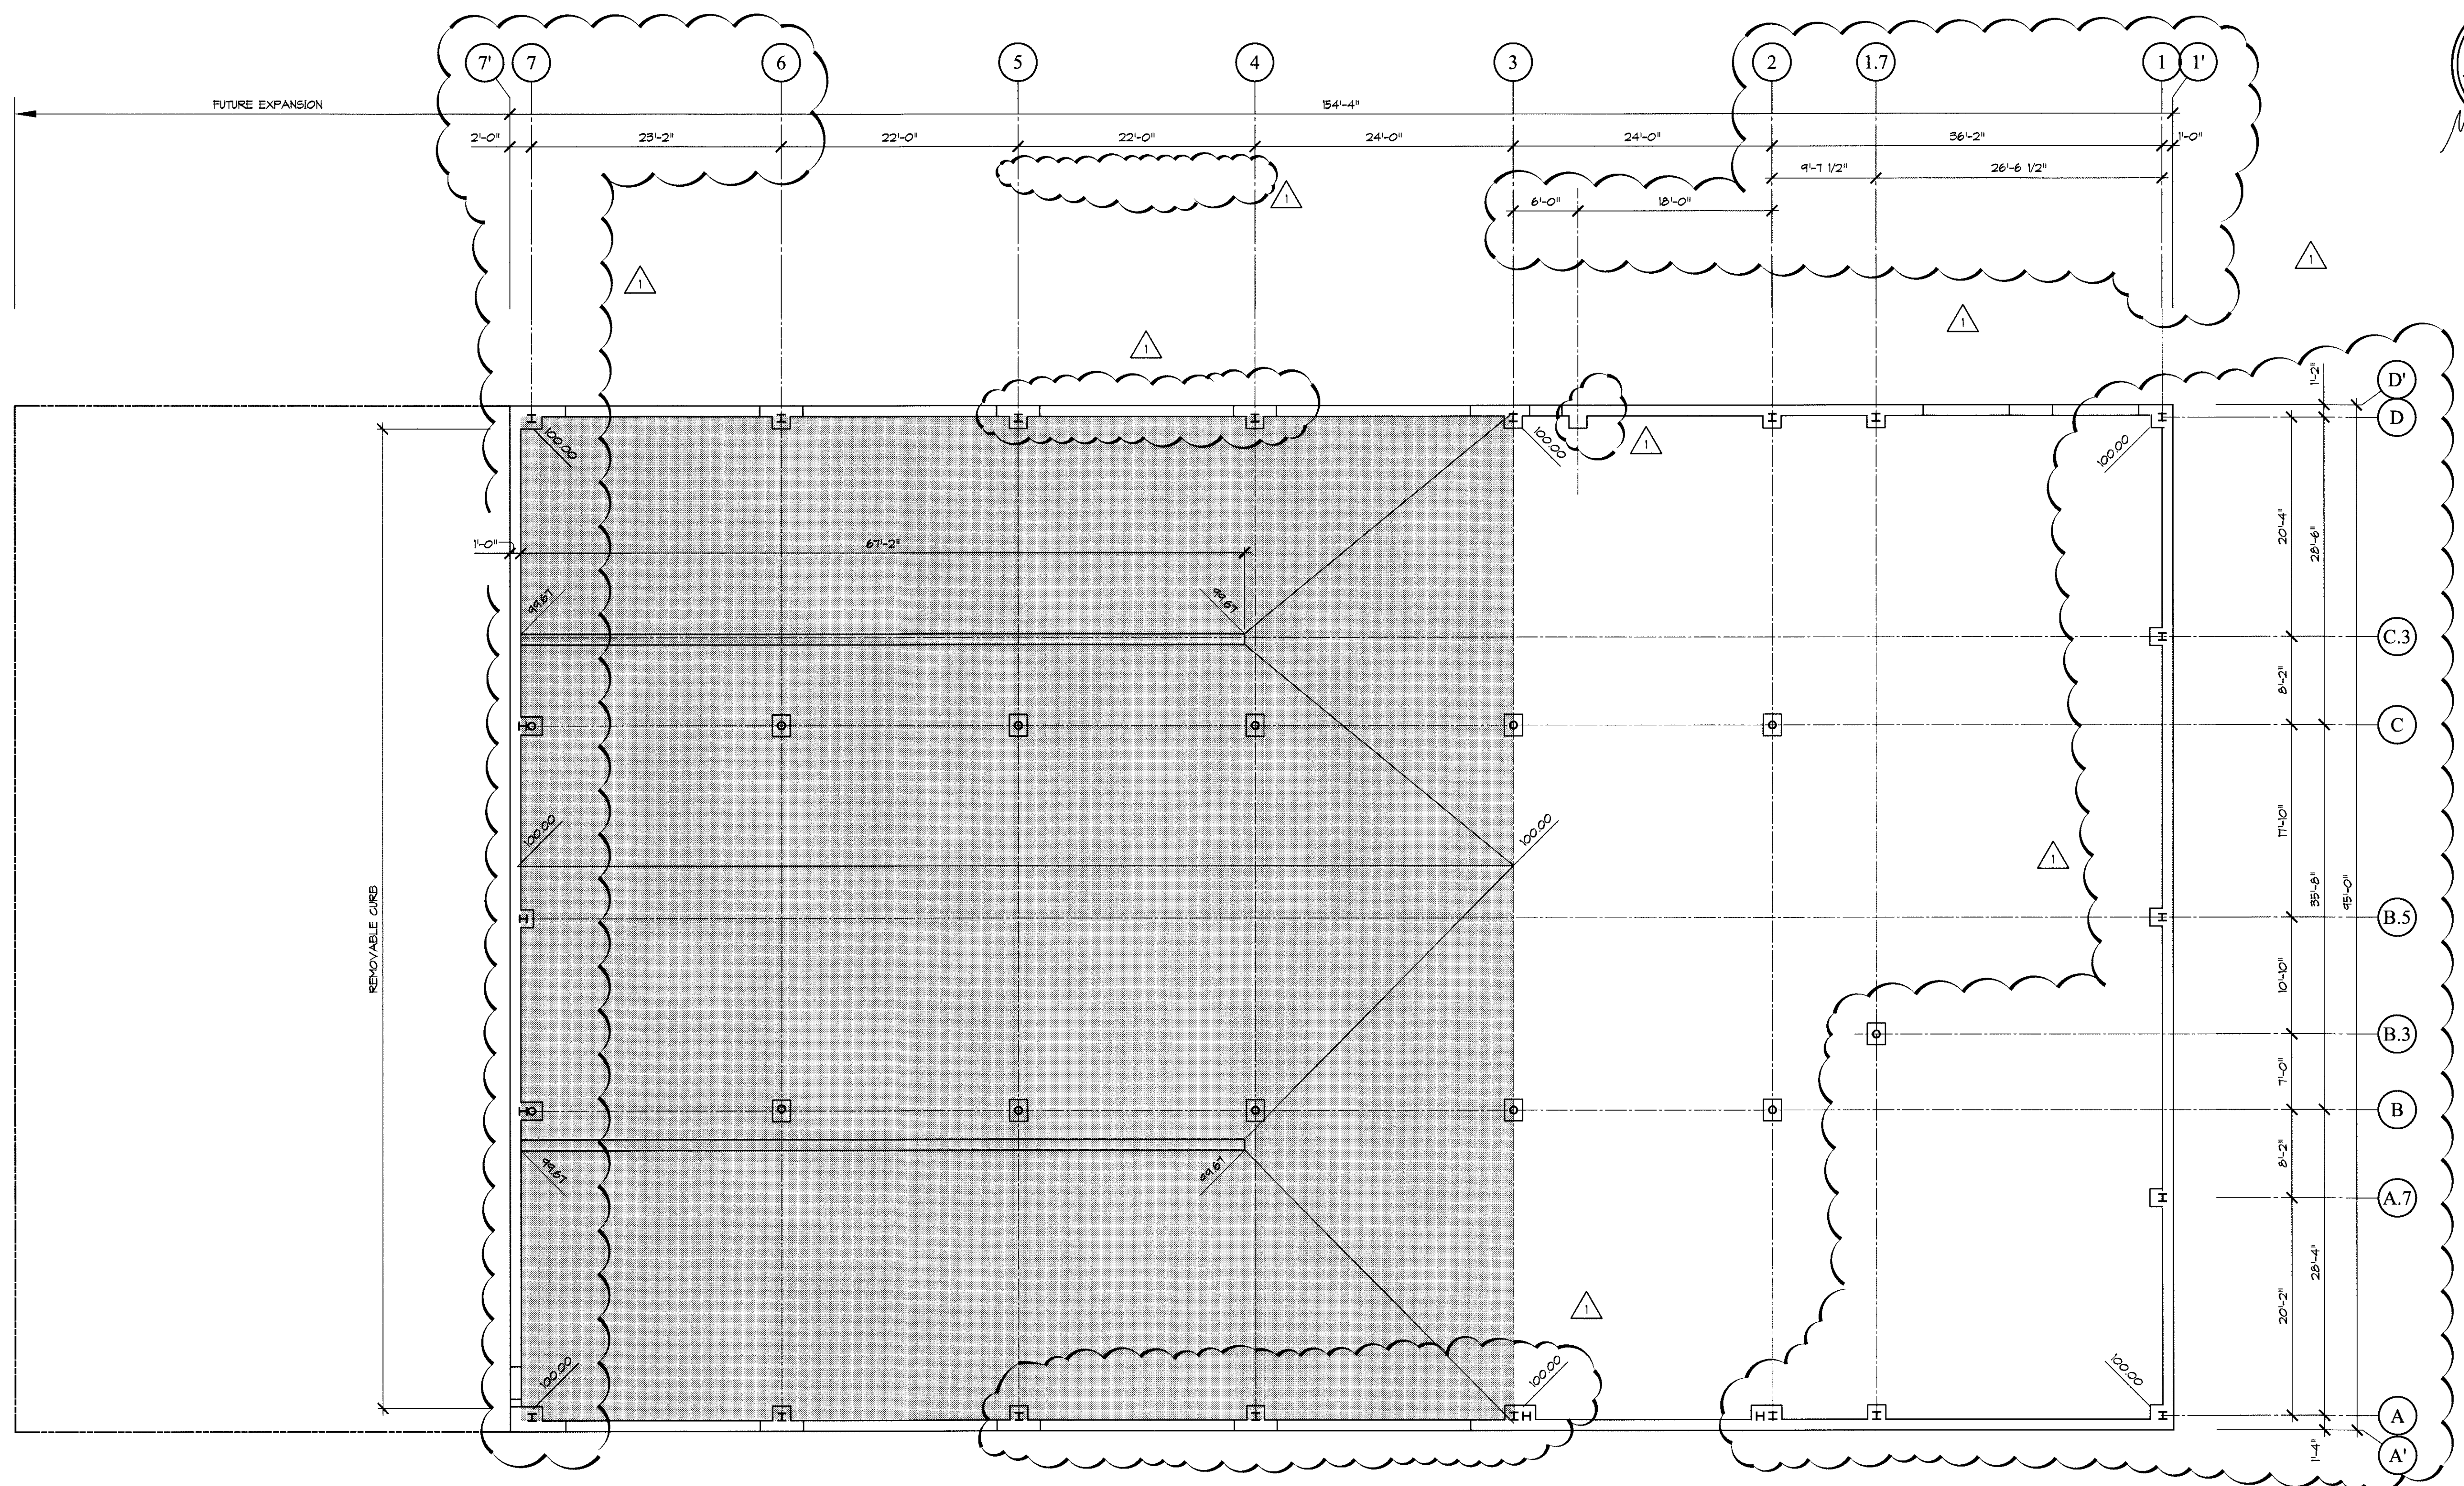 7' 7 6 5 4 3 2 1.7 1 1'
FUTURE EXPANSION 154'-4"
2'-0" 23'-2" 22'-0" 22'-0" 24'-0" 24'-0" 36'-2" 1'-0"
9'-7 1/2" 26'-6 1/2"
6'-0" 18'-0"
1
1
1
1
1
1'-2"
D'
D
100.00
100.00
1
100.00
20'-4"
28'-6"
1'-0" 67'-2"
99.67
99.67
C.3
8'-2"
C
17'-10"
100.00
100.00
1
REMOVABLE CURB
35'-8"
95'-0"
B.5
10'-10"
B.3
7'-0"
B
8'-2"
99.67
99.67
A.7
28'-4"
20'-2"
1
100.00
100.00
100.00
A
1'-4"
A'